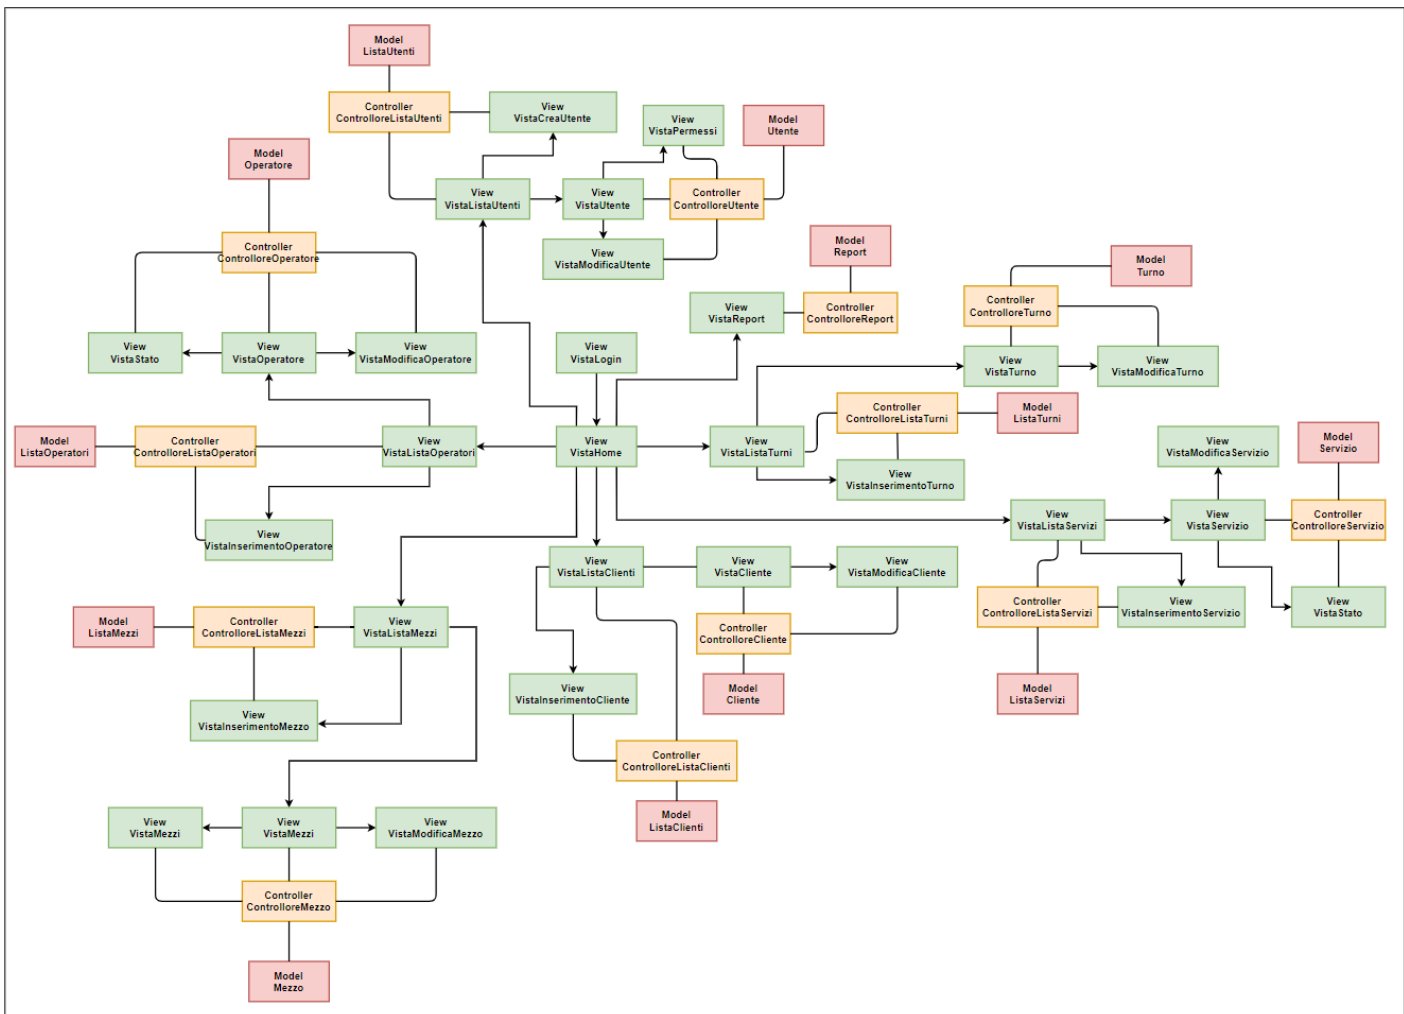 Model
ListaUtenti
Controller
ControlloreListaUtenti
View
VistaCreaUtente
View
VistaPermessi
Model
Utente
Model
Operatore
View
VistaListaUtenti
View
VistaUtente
Controller
ControlloreUtente
Controller
ControlloreOperatore
View
VistaModificaUtente
Model
Report
Model
Turno
View
VistaReport
Controller
ControlloreReport
Controller
ControlloreTurno
View
VistaStato
View
VistaOperatore
View
VistaModificaOperatore
View
VistaLogin
View
VistaTurno
View
VistaModificaTurno
Controller
ControlloreListaTurni
Model
ListaTurni
Model
ListaOperatori
Controller
ControlloreListaOperatori
View
VistaListaOperatori
View
VistaHome
View
VistaListaTurni
View
VistaModificaServizio
Model
Servizio
View
VistaInserimentoTurno
View
VistaInserimentoOperatore
View
VistaListaServizi
View
VistaServizio
Controller
ControlloreServizio
View
VistaListaClienti
View
VistaCliente
View
VistaModificaCliente
Controller
ControlloreListaServizi
View
VistaInserimentoServizio
View
VistaStato
Model
ListaMezzi
Controller
ControlloreListaMezzi
View
VistaListaMezzi
Controller
ControlloreCliente
View
VistaInserimentoCliente
Model
Cliente
Model
ListaServizi
View
VistaInserimentoMezzo
Controller
ControlloreListaClienti
View
VistaMezzi
View
VistaMezzi
View
VistaModificaMezzo
Model
ListaClienti
Controller
ControlloreMezzo
Model
Mezzo